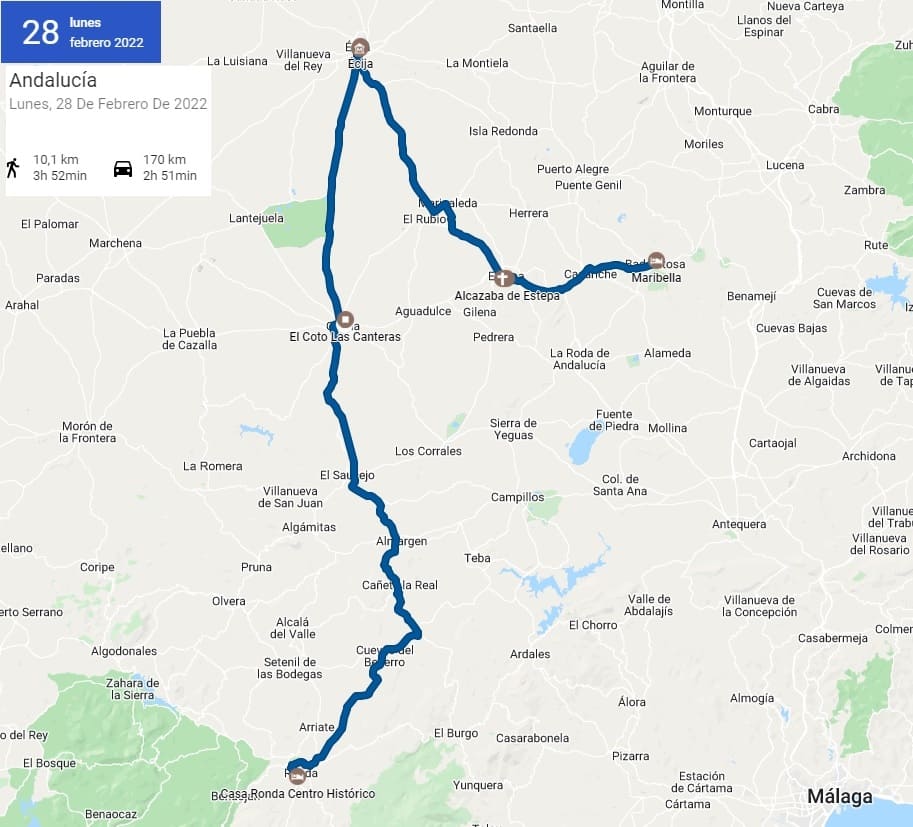 28 lunes
febrero 2022
Andalucía
Lunes, 28 De Febrero De 2022
10,1 km
3h 52min
170 km
2h 51min
Montilla
Nueva Carteya
Llanos del
Espinar
Santaella
La Luisiana
Villanueva
del Rey
Écija
La Montiela
Aguilar de
la Frontera
Monturque
Cabra
Isla Redonda
Moriles
Puerto Alegre
Puente Genil
Lucena
Zambra
Lantejuela
El Rubio
Herrera
El Palomar
Marchena
Rute
Paradas
Maribella
Alcazaba de Estepa
Benamejí
Cuevas de
San Marcos
Arahal
Aguadulce
Gilena
El Coto Las Canteras
Pedrera
Cuevas Bajas
La Puebla
de Cazalla
La Roda de
Andalucía
Alameda
Villanueva
de Algaidas
Morón de
la Frontera
Sierra de
Yeguas
Fuente
de Piedra
Mollina
Cartaojal
Los Corrales
Archidona
La Romera
Villanueva
de San Juan
Campillos
Col. de
Santa Ana
Algámitas
Antequera
Villanueva
del Rosario
Teba
Coripe
Pruna
Olvera
Valle de
Abdalajís
Villanueva de
la Concepción
Alcalá
del Valle
El Chorro
Casabermeja
Algodonales
Setenil de
las Bodegas
Ardales
Zahara de
la Sierra
Álora
Almogía
Arriate
El Burgo
Casarabonela
El Bosque
Pizarra
Yunquera
Estación
de Cártama
Cártama
Casa Ronda Centro Histórico
Málaga
Benaocaz